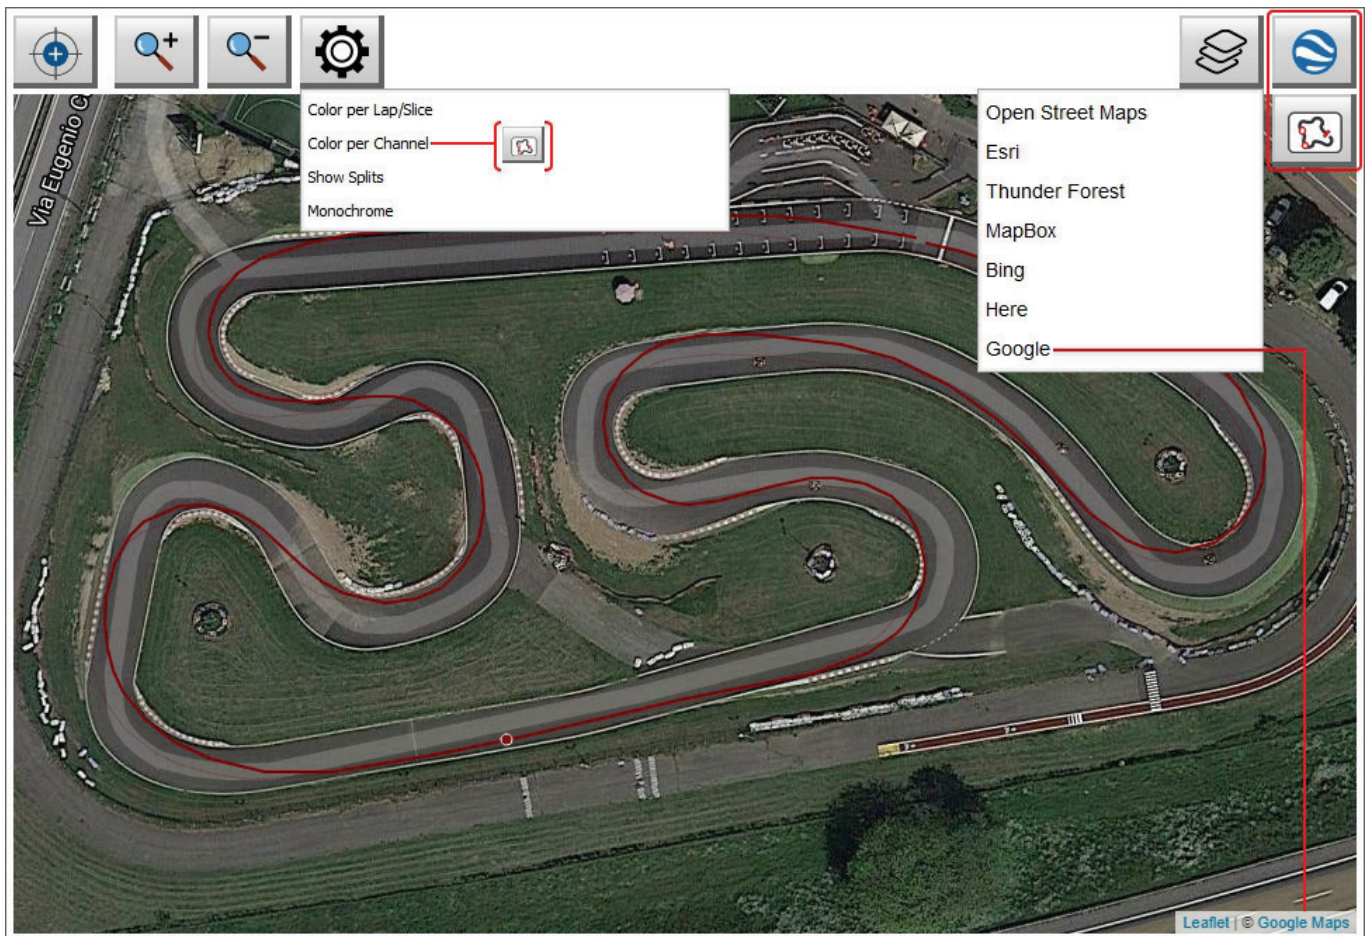 Color per Lap/Slice
Color per Channel
Show Splits
Monochrome
Open Street Maps
Esri
Thunder Forest
MapBox
Bing
Here
Google
Via Eugenio C
Leaflet | © Google Maps